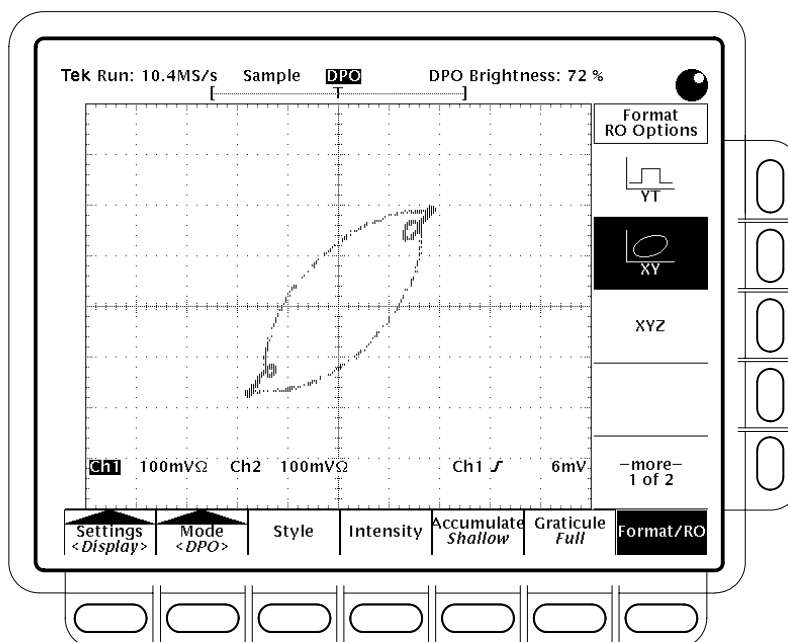 Tek Run: 10.4MS/s Sample DPO DPO Brightness: 72 %
T
Format
RO Options
YT
XY
XYZ
Ch1 100mVΩ Ch2 100mVΩ Ch1 6mV
–more–
1 of 2
Settings
<Display>
Mode
<DPO>
Style
Intensity
Accumulate
Shallow
Graticule
Full
Format/RO